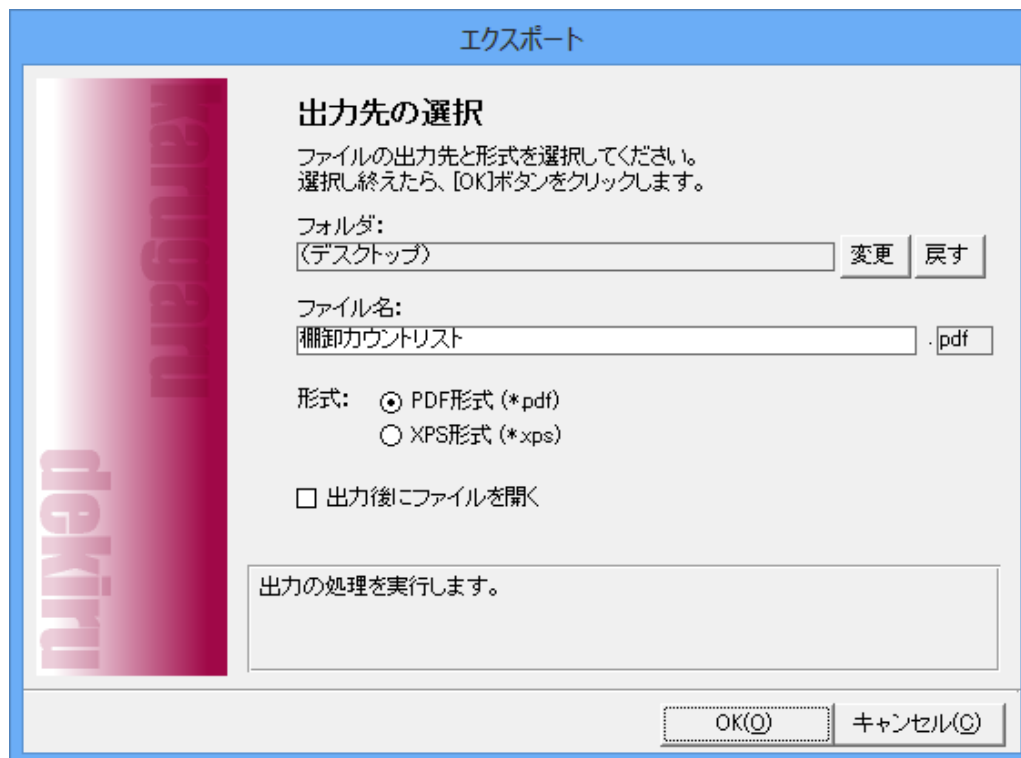 エクスポート
karugaru
dekiru
出力先の選択
ファイルの出力先と形式を選択してください。
選択し終えたら、[OK]ボタンをクリックします。
フォルダ:
(デスクトップ) 変更 戻す
ファイル名:
棚卸カウントリスト .pdf
形式: PDF形式 (*.pdf)
XPS形式 (*.xps)
出力後にファイルを開く
出力の処理を実行します。
OK(O) キャンセル(C)